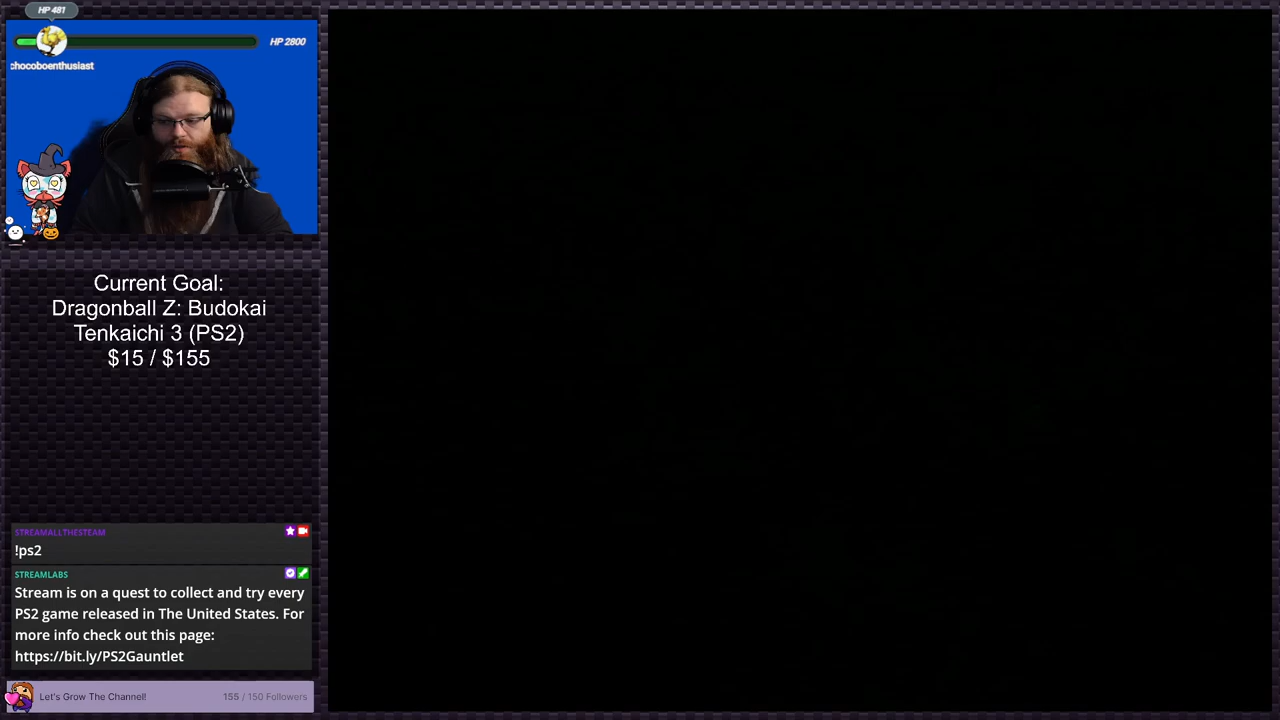 HP 481
HP 2800
chocoboenthusiast
Current Goal:
Dragonball Z: Budokai
Tenkaichi 3 (PS2)
$15 / $155
STREAMALLTHESTEAM
!ps2
STREAMLABS
Stream is on a quest to collect and try every
PS2 game released in The United States. For
more info check out this page:
https://bit.ly/PS2Gauntlet
Let's Grow The Channel! 155 / 150 Followers